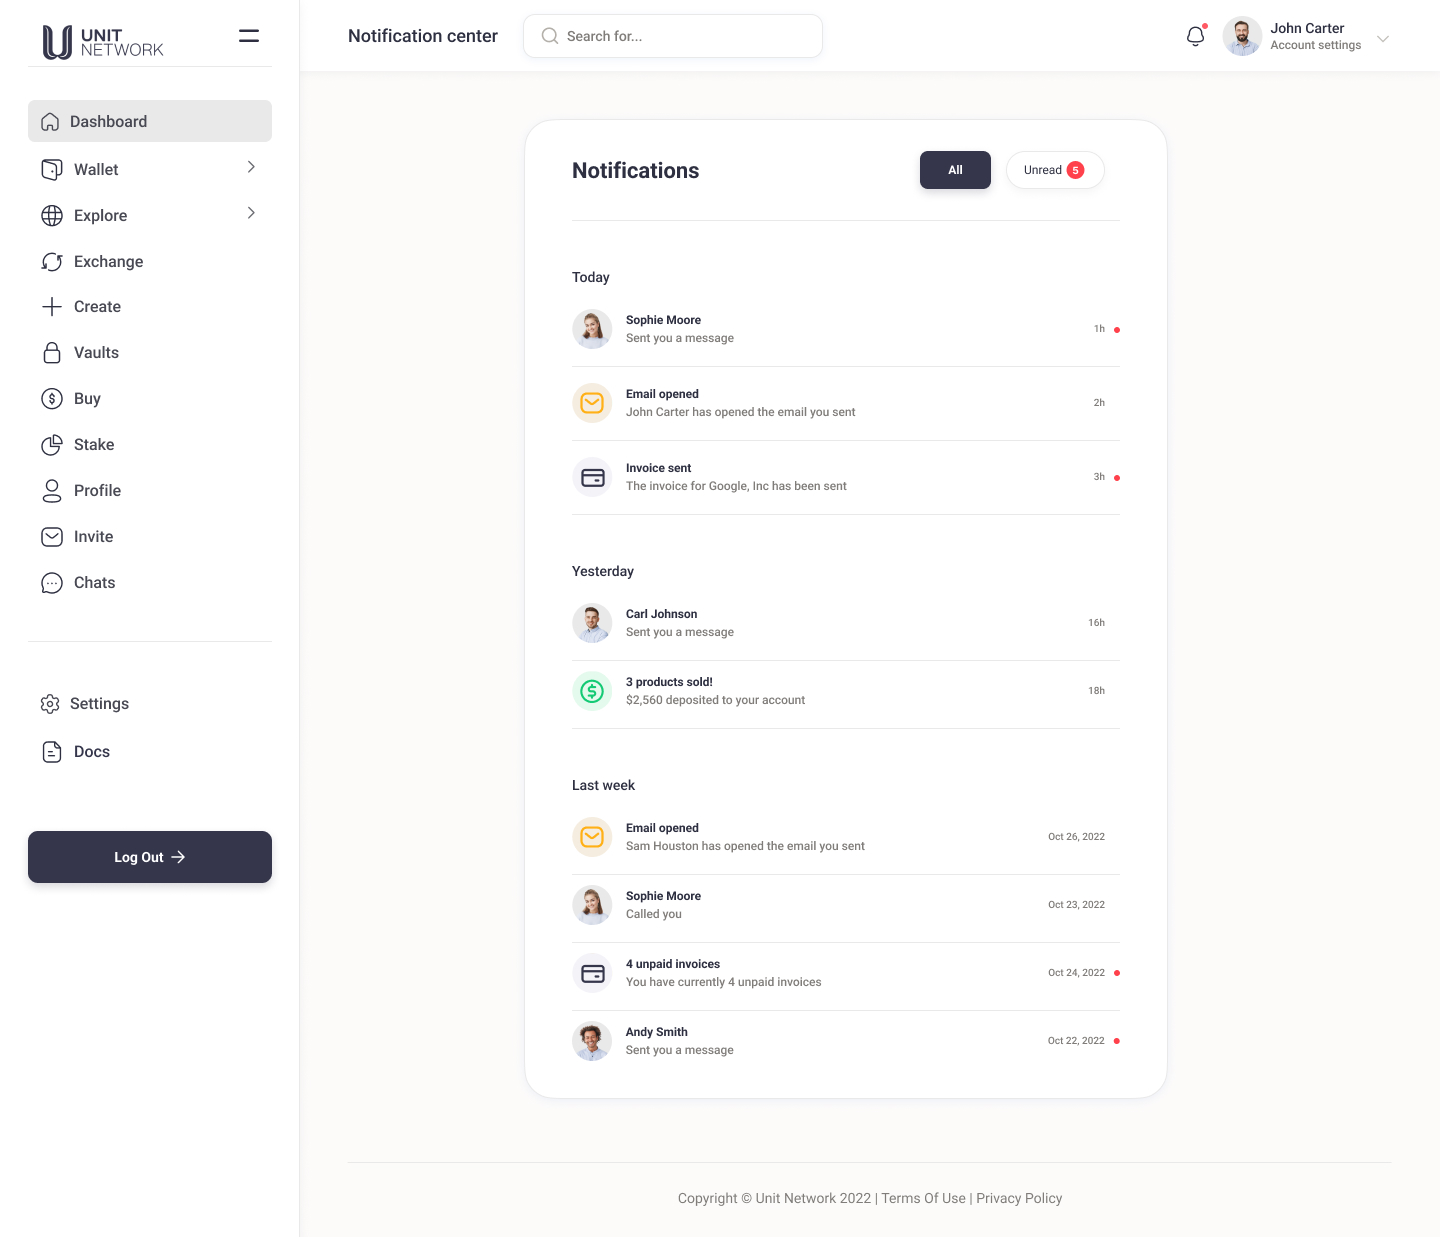 UNIT
NETWORK
Notification center
Search for...
John Carter
Account settings
Dashboard
Wallet
Explore
Exchange
Create
Vaults
Buy
Stake
Profile
Invite
Chats
Settings
Docs
Log Out
Notifications
All
Unread 5
Today
Sophie Moore
Sent you a message
1h
Email opened
John Carter has opened the email you sent
2h
Invoice sent
The invoice for Google, Inc has been sent
3h
Yesterday
Carl Johnson
Sent you a message
16h
3 products sold!
$2,560 deposited to your account
18h
Last week
Email opened
Sam Houston has opened the email you sent
Oct 26, 2022
Sophie Moore
Called you
Oct 23, 2022
4 unpaid invoices
You have currently 4 unpaid invoices
Oct 24, 2022
Andy Smith
Sent you a message
Oct 22, 2022
Copyright © Unit Network 2022 | Terms Of Use | Privacy Policy